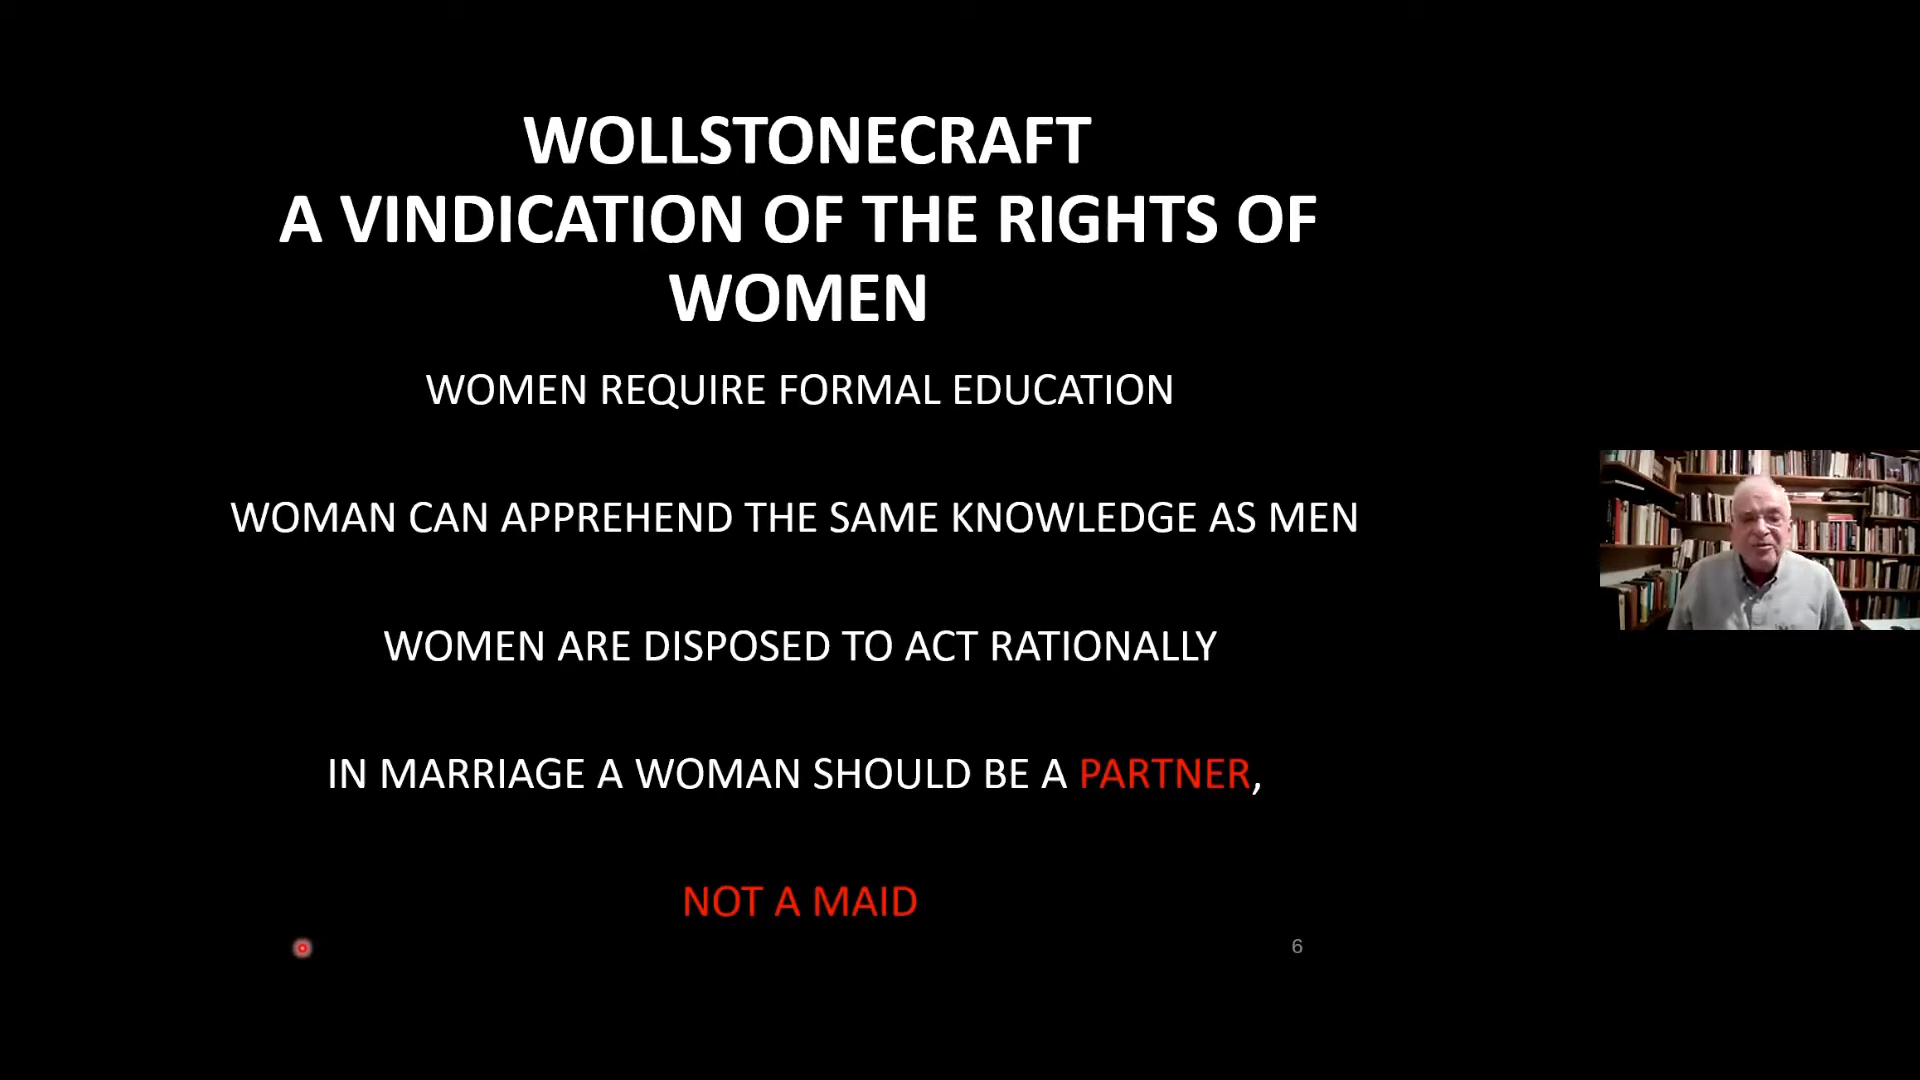 WOLLSTONECRAFT
A VINDICATION OF THE RIGHTS OF
WOMEN
WOMEN REQUIRE FORMAL EDUCATION
WOMAN CAN APPREHEND THE SAME KNOWLEDGE AS MEN
WOMEN ARE DISPOSED TO ACT RATIONALLY
IN MARRIAGE A WOMAN SHOULD BE A PARTNER,
NOT A MAID
6